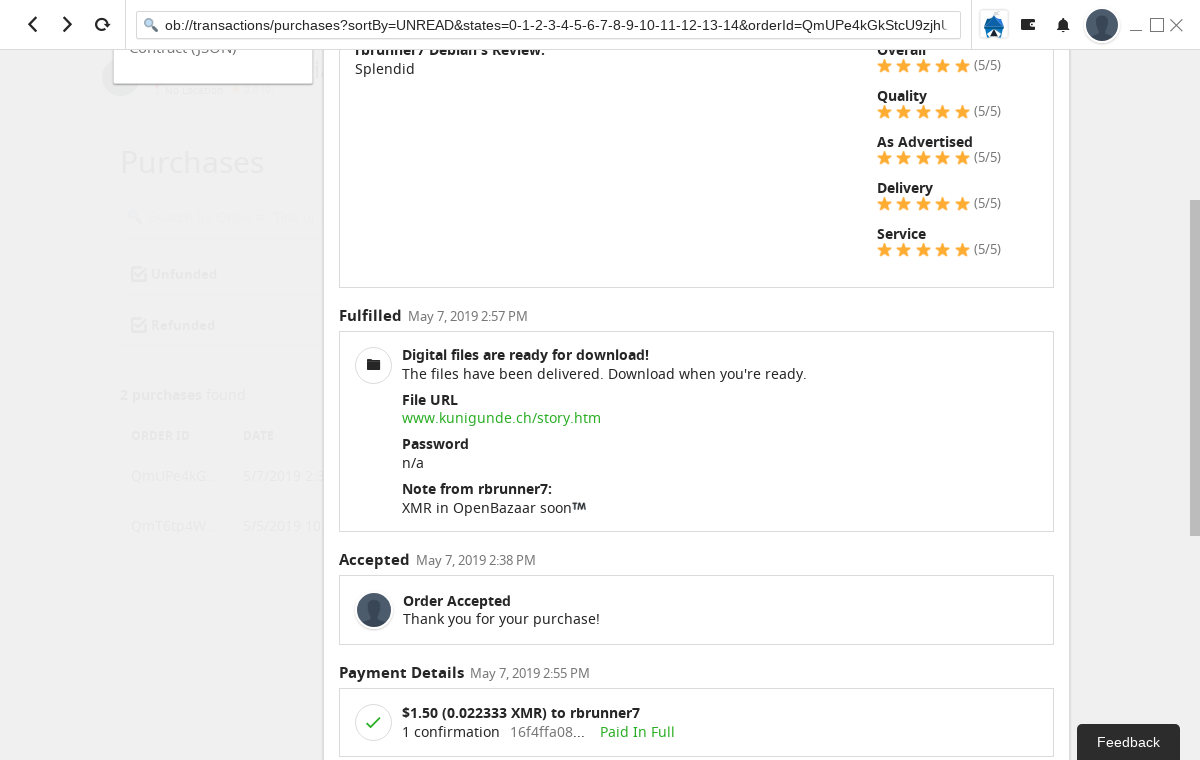 ob://transactions/purchases?sortBy=UNREAD&states=0-1-2-3-4-5-6-7-8-9-10-11-12-13-14&orderId=QmUPe4kGkStcU9zjhU
Contract (JSON)
No Location
Purchases
Unfunded
Refunded
2 purchases found
ORDER ID DATE
QmUPe4kG... 5/7/2019 2:3
QmT6tp4W... 5/5/2019 10
rbrunner7 Debian's Review:
Splendid
Overall
(5/5)
Quality
(5/5)
As Advertised
(5/5)
Delivery
(5/5)
Service
(5/5)
Fulfilled May 7, 2019 2:57 PM
Digital files are ready for download!
The files have been delivered. Download when you're ready.
File URL
www.kunigunde.ch/story.htm
Password
n/a
Note from rbrunner7:
XMR in OpenBazaar soon™
Accepted May 7, 2019 2:38 PM
Order Accepted
Thank you for your purchase!
Payment Details May 7, 2019 2:55 PM
$1.50 (0.022333 XMR) to rbrunner7
1 confirmation 16f4ffa08... Paid In Full
Feedback